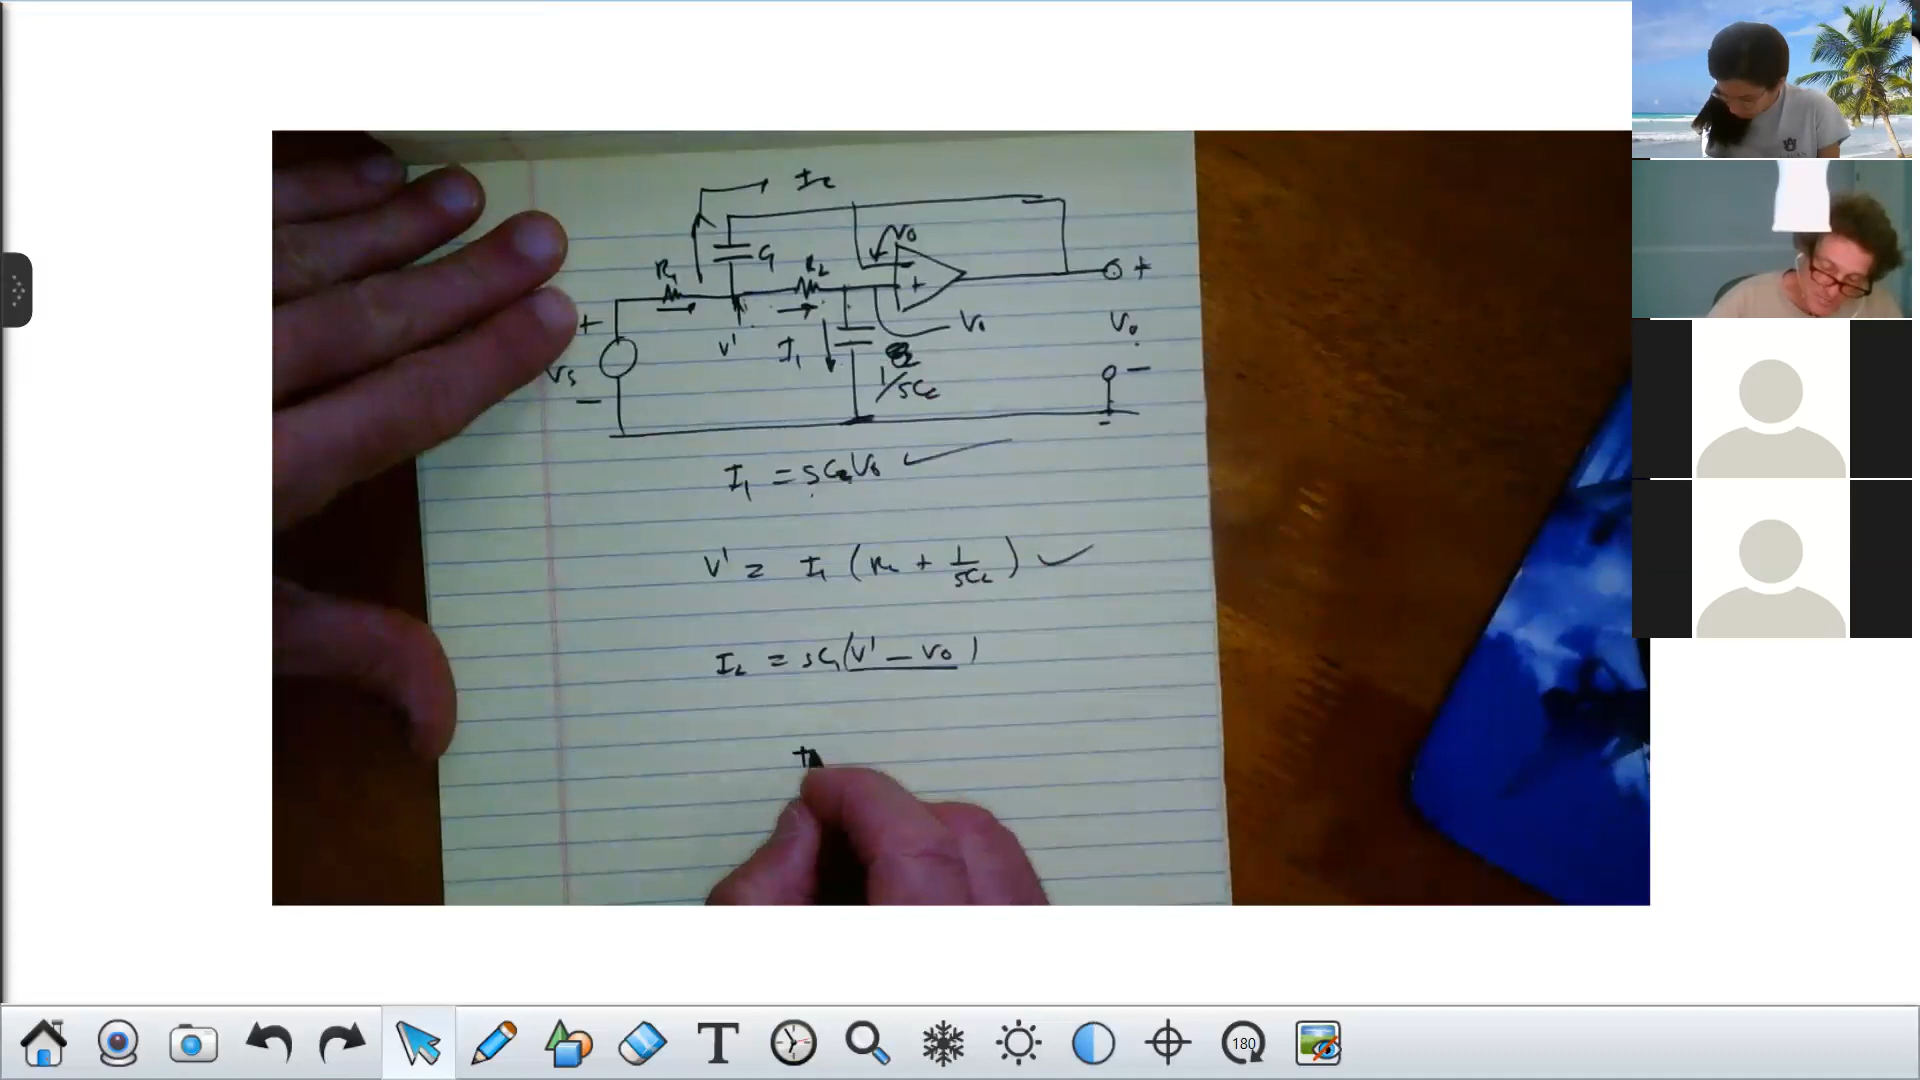 I₂
V₀
C₁
R₁
R₂
+
+
+
V'
I₁
V₀
V₀
Vs
1/sC₂
−
−
-
I₁ = sC₂V₀ ✓
V' = I₁ (R₂ + 1/sC₂) ✓
I₂ = sC₁(V' − V₀)
T
180